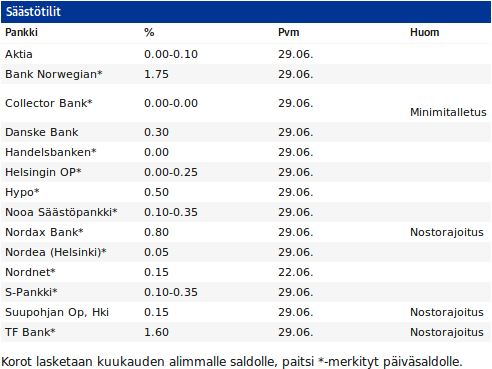 Säästötilit
Pankki % Pvm Huom
Aktia 0.00-0.10 29.06.
Bank Norwegian* 1.75 29.06.
Collector Bank* 0.00-0.00 29.06. Minimitalletus
Danske Bank 0.30 29.06.
Handelsbanken* 0.00 29.06.
Helsingin OP* 0.00-0.25 29.06.
Hypo* 0.50 29.06.
Nooa Säästöpankki* 0.10-0.35 29.06.
Nordax Bank* 0.80 29.06. Nostorajoitus
Nordea (Helsinki)* 0.05 29.06.
Nordnet* 0.15 22.06.
S-Pankki* 0.10-0.35 29.06.
Suupohjan Op, Hki 0.15 29.06. Nostorajoitus
TF Bank* 1.60 29.06. Nostorajoitus
Korot lasketaan kuukauden alimmalle saldolle, paitsi *-merkityt päiväsaldolle.